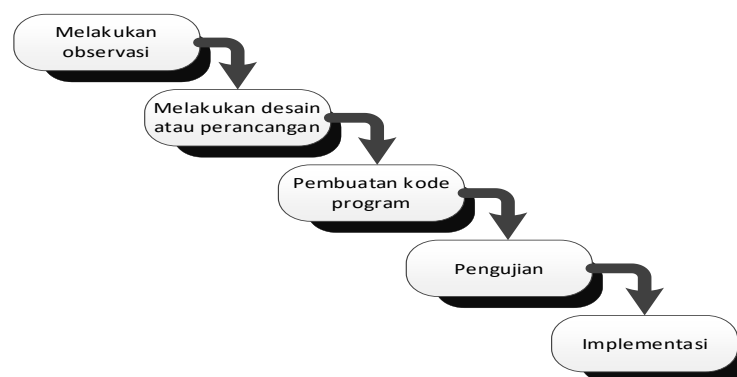 Melakukan
observasi
Melakukan desain
atau perancangan
Pembuatan kode
program
Pengujian
Implementasi